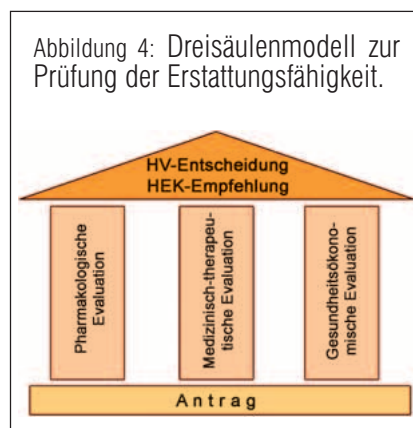 Abbildung 4: Dreisäulenmodell zur
Prüfung der Erstattungsfähigkeit.
HV-Entscheidung
HEK-Empfehlung
Pharmakologische
Evaluation
Medizinisch-therapeu-
tische Evaluation
Gesundheitsökono-
mische Evaluation
Antrag